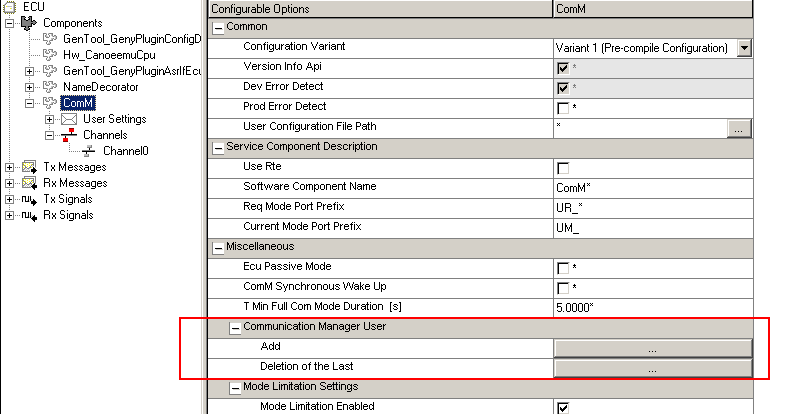 ECU
Components
GenTool_GenyPluginConfigD
Hw_CanoeemuCpu
GenTool_GenyPluginAsrIfEcu
NameDecorator
ComM
User Settings
Channels
Channel0
Tx Messages
Rx Messages
Tx Signals
Rx Signals
Configurable Options ComM
Common
Configuration Variant Variant 1 (Pre-compile Configuration)
Version Info Api *
Dev Error Detect *
Prod Error Detect *
User Configuration File Path * ...
Service Component Description
Use Rte
Software Component Name ComM*
Req Mode Port Prefix UR_*
Current Mode Port Prefix UM_
Miscellaneous
Ecu Passive Mode *
ComM Synchronous Wake Up *
T Min Full Com Mode Duration [s] 5.0000*
Communication Manager User
Add ...
Deletion of the Last ...
Mode Limitation Settings
Mode Limitation Enabled